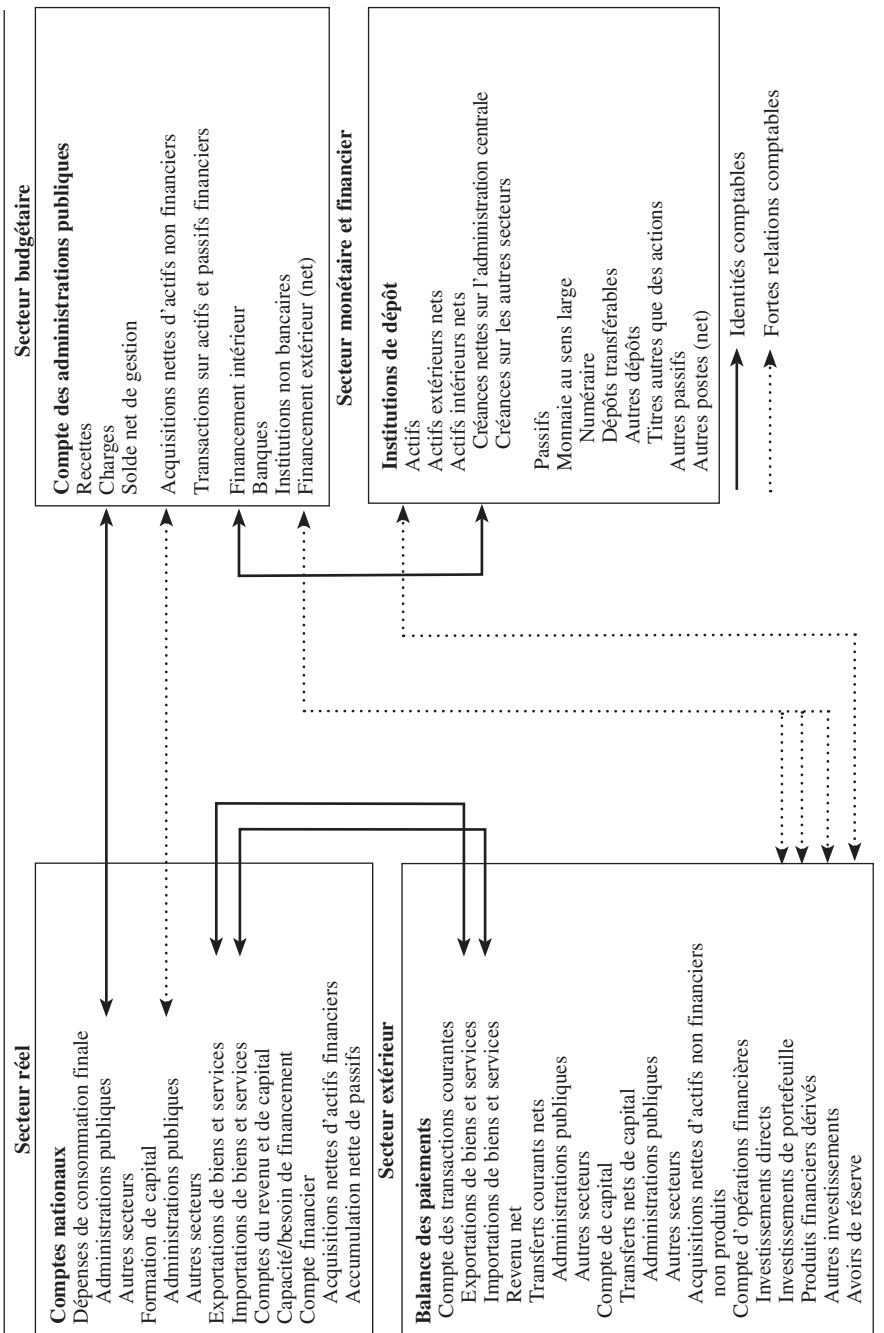 Secteur réel
Comptes nationaux
Dépenses de consommation finale
Administrations publiques
Autres secteurs
Formation de capital
Administrations publiques
Autres secteurs
Exportations de biens et services
Importations de biens et services
Comptes du revenu et de capital
Capacité/besoin de financement
Compte financier
Acquisitions nettes d'actifs financiers
Accumulation nette de passifs
Secteur budgétaire
Compte des administrations publiques
Recettes
Charges
Solde net de gestion
Acquisitions nettes d'actifs non financiers
Transactions sur actifs et passifs financiers
Financement intérieur
Banques
Institutions non bancaires
Financement extérieur (net)
Secteur extérieur
Balance des paiements
Compte des transactions courantes
Exportations de biens et services
Importations de biens et services
Revenu net
Transferts courants nets
Administrations publiques
Autres secteurs
Compte de capital
Transferts nets de capital
Administrations publiques
Autres secteurs
Acquisitions nettes d'actifs non financiers
non produits
Compte d'opérations financières
Investissements directs
Investissements de portefeuille
Produits financiers dérivés
Autres investissements
Avoirs de réserve
Secteur monétaire et financier
Institutions de dépôt
Actifs
Actifs extérieurs nets
Actifs intérieurs nets
Créances nettes sur l'administration centrale
Créances sur les autres secteurs
Passifs
Monnaie au sens large
Numéraire
Dépôts transférables
Autres dépôts
Titres autres que des actions
Autres passifs
Autres postes (net)
Identités comptables
Fortes relations comptables